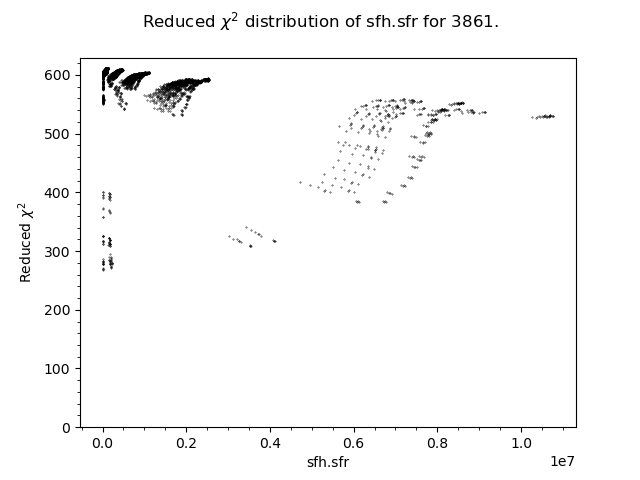 Reduced χ² distribution of sfh.sfr for 3861.
600
500
400
300
200
100
0
Reduced χ²
0.0 0.2 0.4 0.6 0.8 1.0
1e7
sfh.sfr